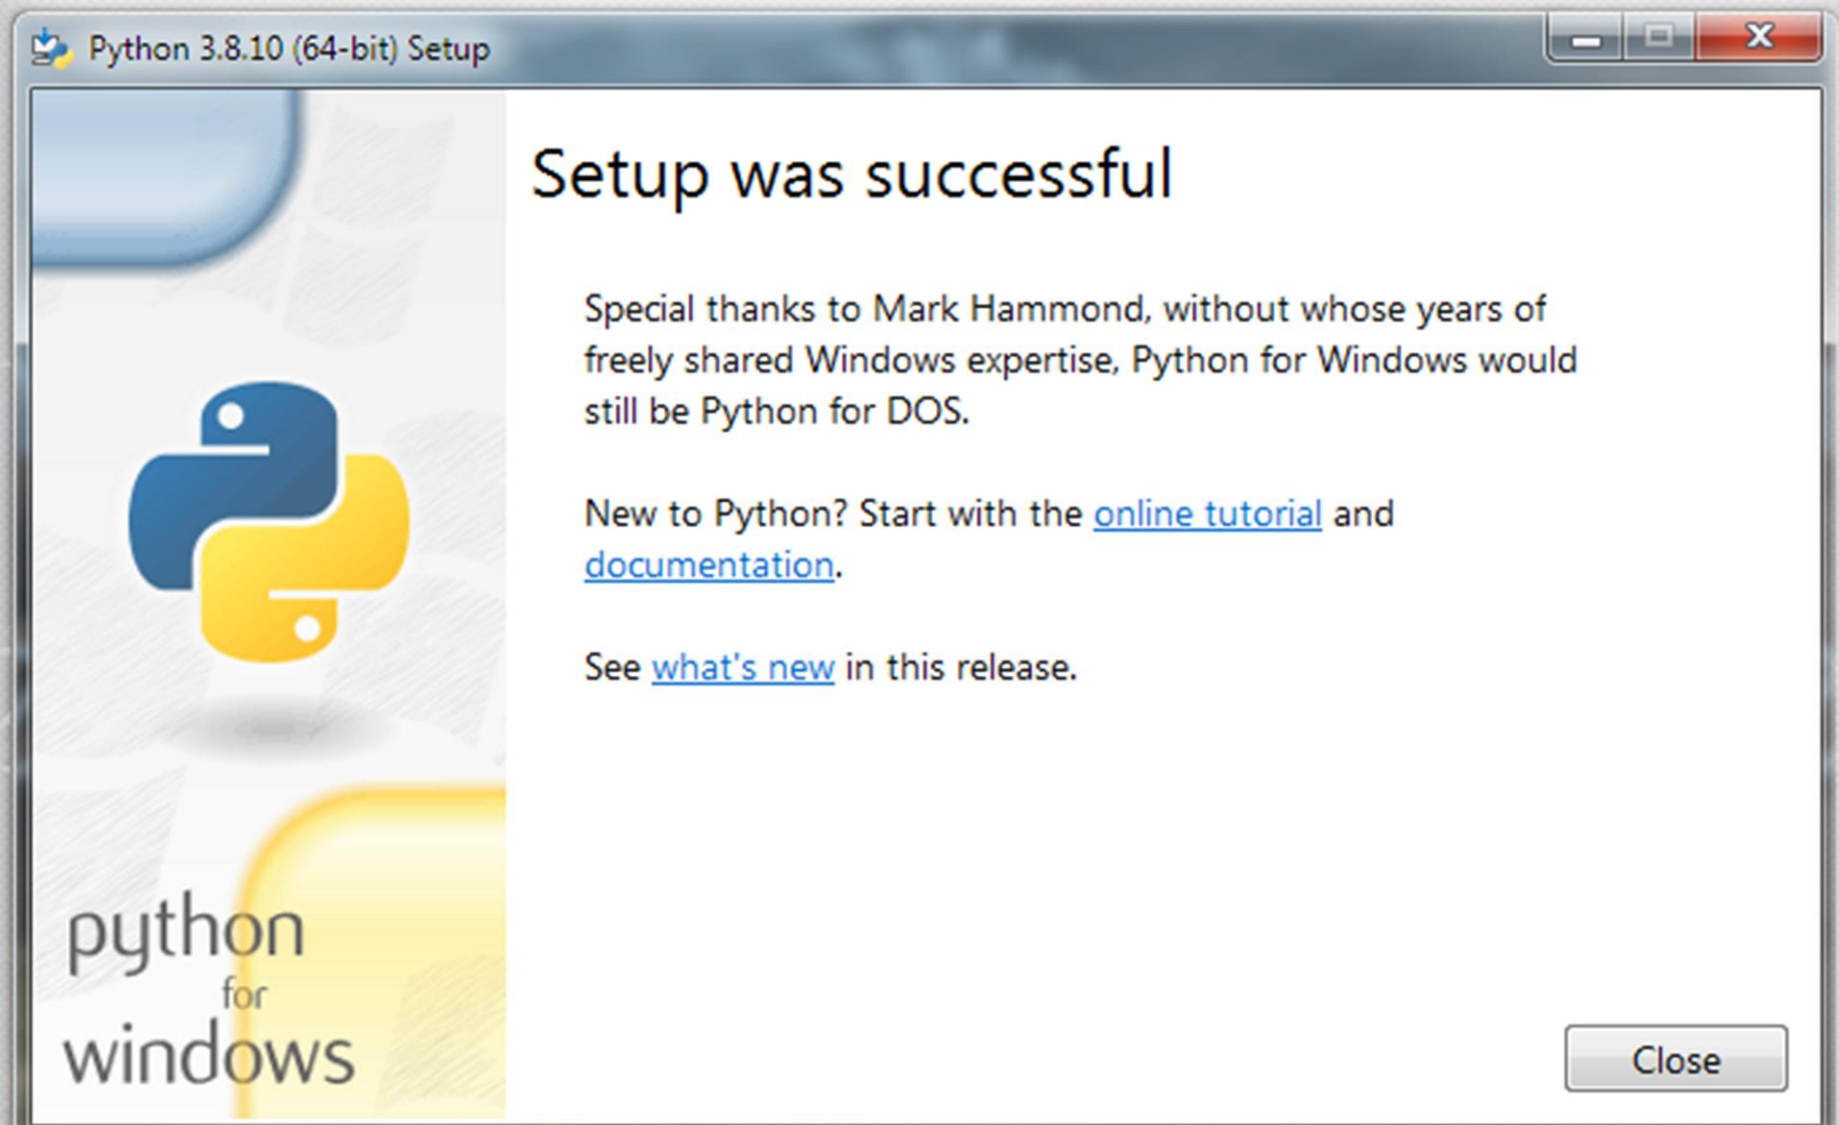 Python 3.8.10 (64-bit) Setup
Setup was successful
Special thanks to Mark Hammond, without whose years of
freely shared Windows expertise, Python for Windows would
still be Python for DOS.
New to Python? Start with the online tutorial and
documentation.
See what's new in this release.
python
for
windows
Close